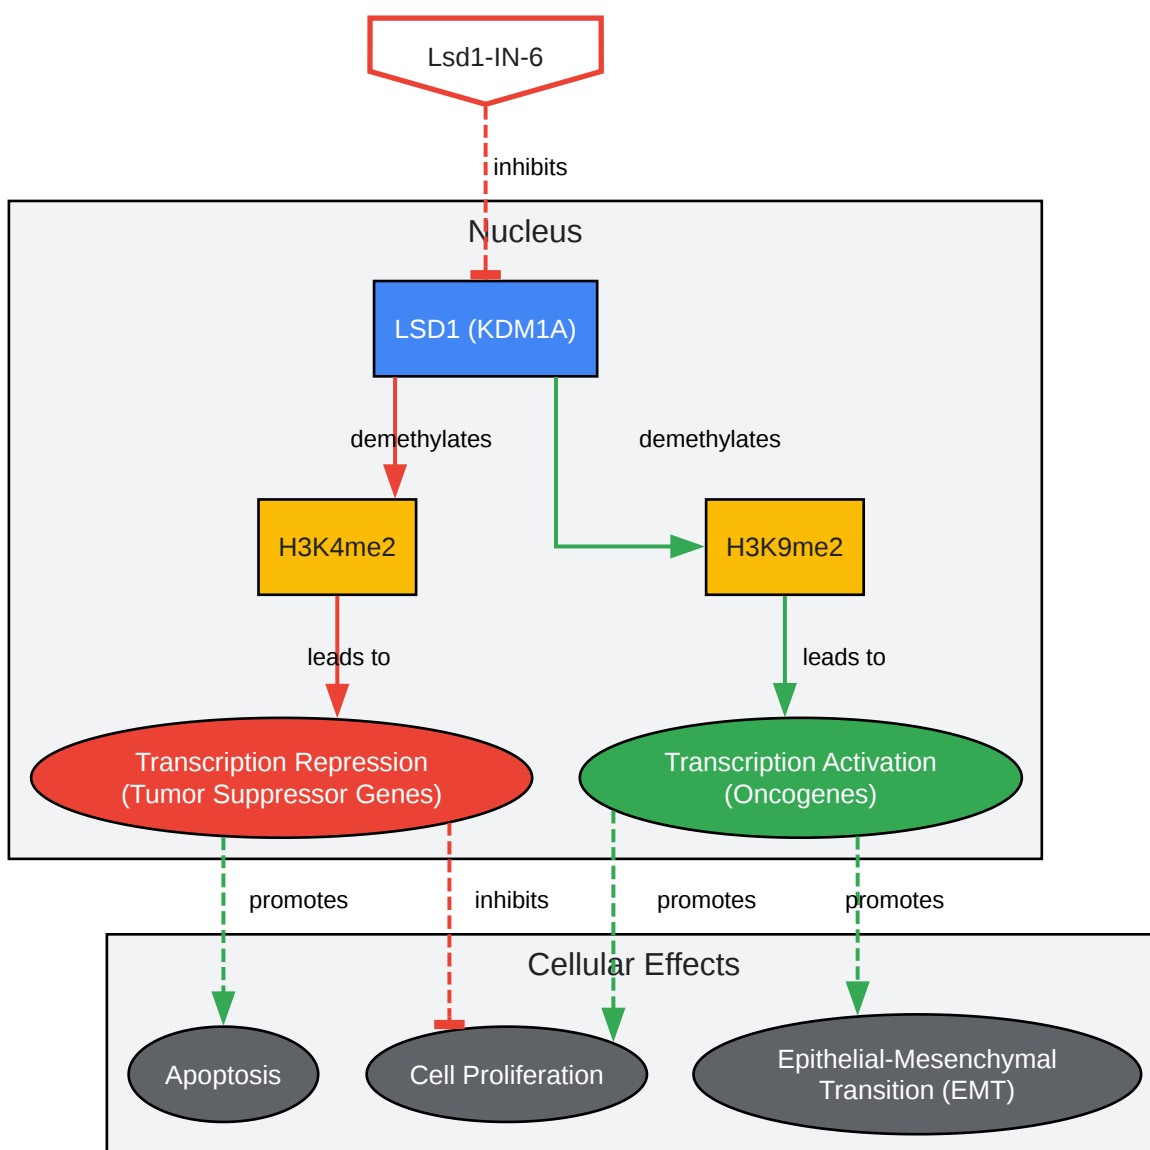 Lsd1-IN-6
inhibits
Nucleus
LSD1 (KDM1A)
demethylates
demethylates
H3K4me2
H3K9me2
leads to
leads to
Transcription Repression
(Tumor Suppressor Genes)
Transcription Activation
(Oncogenes)
promotes
inhibits
promotes
promotes
Cellular Effects
Apoptosis
Cell Proliferation
Epithelial-Mesenchymal
Transition (EMT)